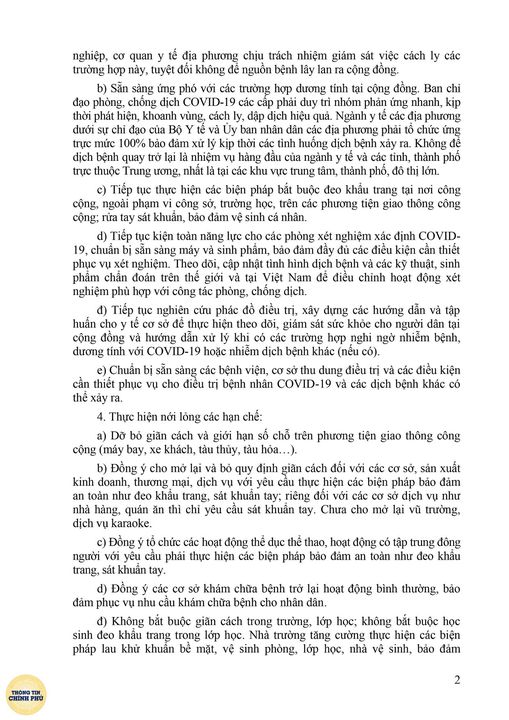 nghiệp, cơ quan y tế địa phương chịu trách nhiệm giám sát việc cách ly các
trường hợp này, tuyệt đối không để nguồn bệnh lây lan ra cộng đồng.
b) Sẵn sàng ứng phó với các trường hợp dương tính tại cộng đồng. Ban chỉ
đạo phòng, chống dịch COVID-19 các cấp phải duy trì nhóm phản ứng nhanh, kịp
thời phát hiện, khoanh vùng, cách ly, dập dịch hiệu quả. Ngành y tế các địa phương
dưới sự chỉ đạo của Bộ Y tế và Ủy ban nhân dân các địa phương phải tổ chức ứng
trực mức 100% bảo đảm xử lý kịp thời các tình huống dịch bệnh xảy ra. Không để
dịch bệnh quay trở lại là nhiệm vụ hàng đầu của ngành y tế và các tỉnh, thành phố
trực thuộc Trung ương, nhất là tại các khu vực trung tâm, thành phố, đô thị lớn.
c) Tiếp tục thực hiện các biện pháp bắt buộc đeo khẩu trang tại nơi công
cộng, ngoài phạm vi công sở, trường học, trên các phương tiện giao thông công
cộng; rửa tay sát khuẩn, bảo đảm vệ sinh cá nhân.
d) Tiếp tục kiện toàn năng lực cho các phòng xét nghiệm xác định COVID-
19, chuẩn bị sẵn sàng máy và sinh phẩm, bảo đảm đầy đủ các điều kiện cần thiết
phục vụ xét nghiệm. Theo dõi, cập nhật tình hình dịch bệnh và các kỹ thuật, sinh
phẩm chẩn đoán trên thế giới và tại Việt Nam để điều chỉnh hoạt động xét
nghiệm phù hợp với công tác phòng, chống dịch.
đ) Tiếp tục nghiên cứu phác đồ điều trị, xây dựng các hướng dẫn và tập
huấn cho y tế cơ sở để thực hiện theo dõi, giám sát sức khỏe cho người dân tại
cộng đồng và hướng dẫn xử lý khi có các trường hợp nghi ngờ nhiễm bệnh,
dương tính với COVID-19 hoặc nhiễm dịch bệnh khác (nếu có).
e) Chuẩn bị sẵn sàng các bệnh viện, cơ sở thu dung điều trị và các điều kiện
cần thiết phục vụ cho điều trị bệnh nhân COVID-19 và các dịch bệnh khác có
thể xảy ra.
4. Thực hiện nới lỏng các hạn chế:
a) Dỡ bỏ giãn cách và giới hạn số chỗ trên phương tiện giao thông công
cộng (máy bay, xe khách, tàu thủy, tàu hỏa…).
b) Đồng ý cho mở lại và bỏ quy định giãn cách đối với các cơ sở, sản xuất
kinh doanh, thương mại, dịch vụ với yêu cầu thực hiện các biện pháp bảo đảm
an toàn như đeo khẩu trang, sát khuẩn tay; riêng đối với các cơ sở dịch vụ như
nhà hàng, quán ăn thì chỉ yêu cầu sát khuẩn tay. Chưa cho mở lại vũ trường,
dịch vụ karaoke.
c) Đồng ý tổ chức các hoạt động thể dục thể thao, hoạt động có tập trung đông
người với yêu cầu phải thực hiện các biện pháp bảo đảm an toàn như đeo khẩu
trang, sát khuẩn tay.
d) Đồng ý các cơ sở khám chữa bệnh trở lại hoạt động bình thường, bảo
đảm phục vụ nhu cầu khám chữa bệnh cho nhân dân.
đ) Không bắt buộc giãn cách trong trường, lớp học; không bắt buộc học
sinh đeo khẩu trang trong lớp học. Nhà trường tăng cường thực hiện các biện
pháp lau khử khuẩn bề mặt, vệ sinh phòng, lớp học, nhà vệ sinh, bảo đảm
2
THÔNG TIN
CHÍNH PHỦ